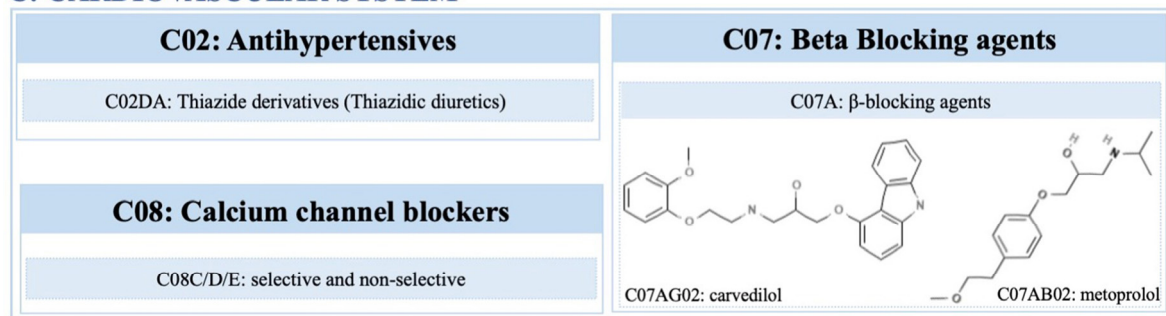 C02: Antihypertensives
C02DA: Thiazide derivatives (Thiazidic diuretics)
C08: Calcium channel blockers
C08C/D/E: selective and non-selective
C07: Beta Blocking agents
C07A: β-blocking agents
O
O
N
O
O
N
O
H
H
N
O
O
C07AG02: carvedilol
C07AB02: metoprolol